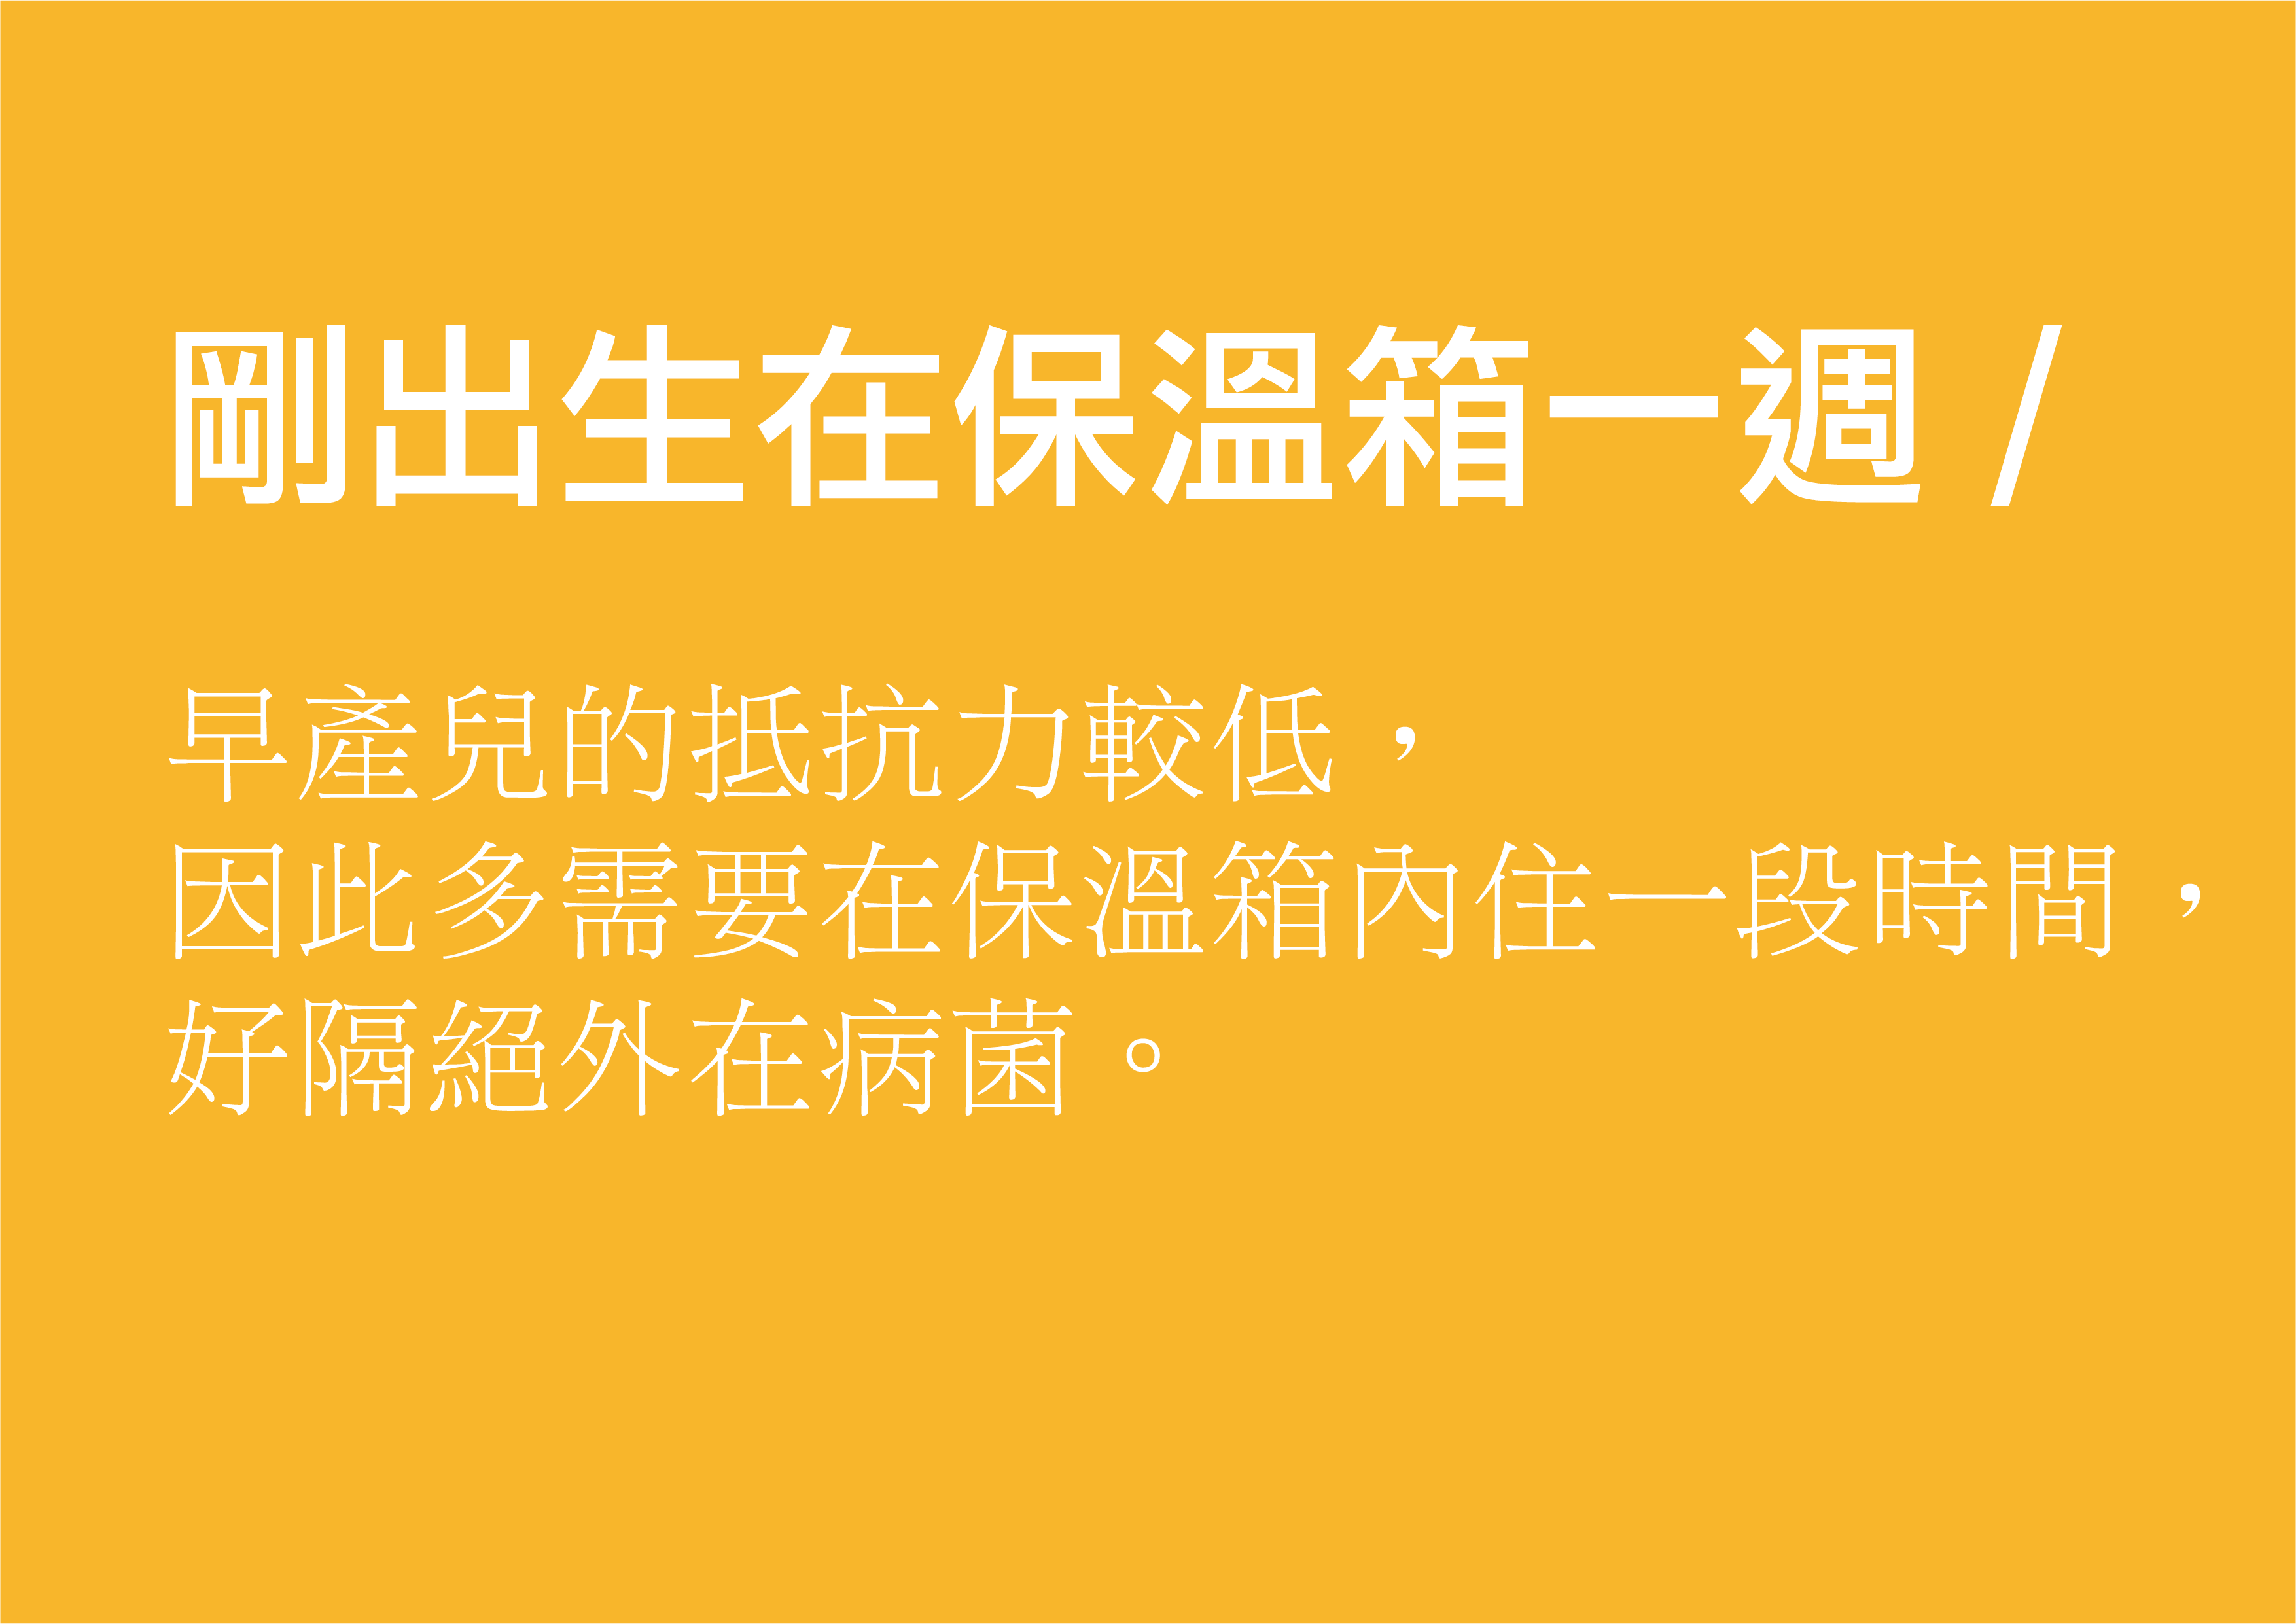 剛出生在保溫箱一週 /
早產兒的抵抗力較低，
因此多需要在保溫箱內住一段時間，
好隔絕外在病菌。